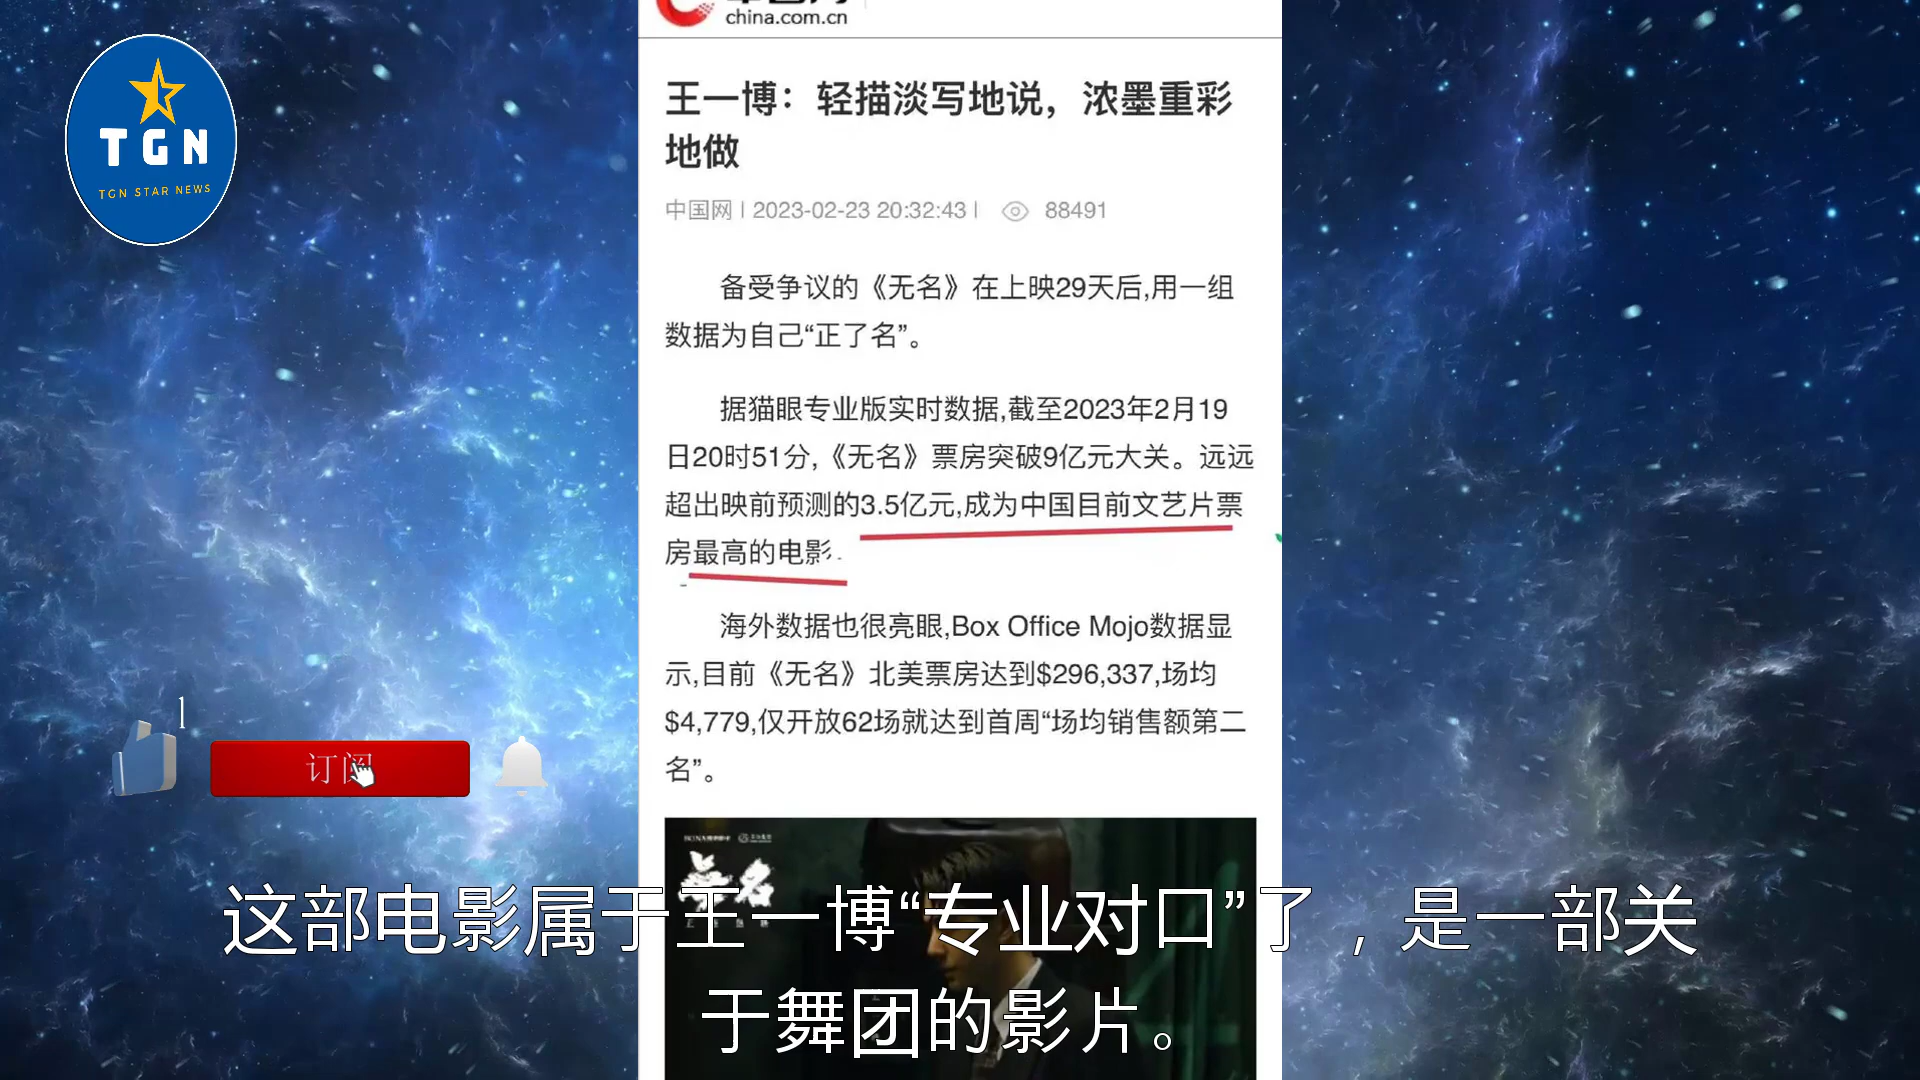 china.com.cn
TGN
TGN STAR NEWS
王一博：轻描淡写地说，浓墨重彩
地做
中国网 | 2023-02-23 20:32:43 | 88491
备受争议的《无名》在上映29天后,用一组
数据为自己“正了名”。
据猫眼专业版实时数据,截至2023年2月19
日20时51分,《无名》票房突破9亿元大关。远远
超出映前预测的3.5亿元,成为中国目前文艺片票
房最高的电影.
海外数据也很亮眼,Box Office Mojo数据显
示,目前《无名》北美票房达到$296,337,场均
$4,779,仅开放62场就达到首周“场均销售额第二
名”。
1
订阅
無名
这部电影属于王一博“专业对口”了，是一部关
于舞团的影片。